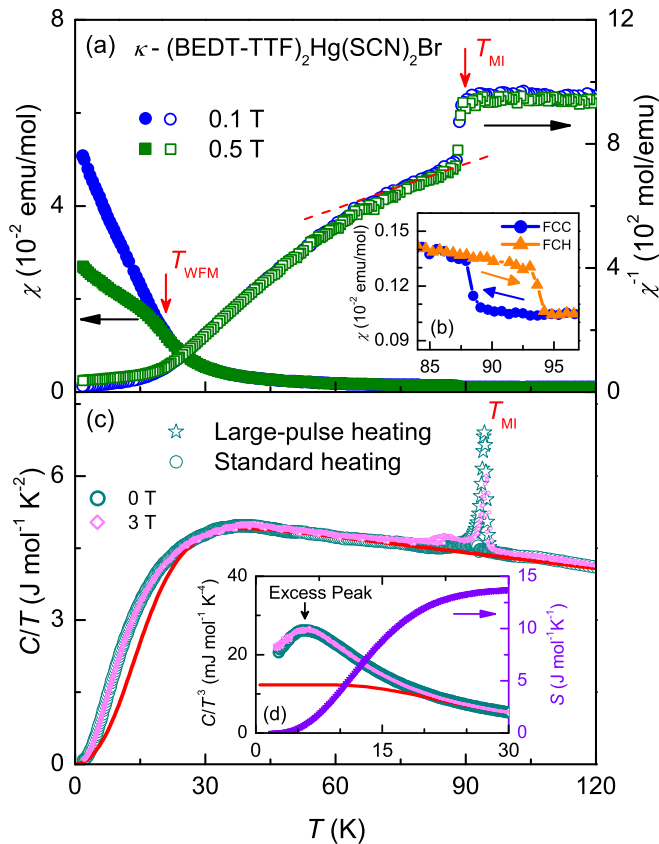 (a) κ - (BEDT-TTF)2Hg(SCN)2Br
TMI
0.1 T
0.5 T
TWFM
χ (10⁻² emu/mol)
8
4
0
χ⁻¹ (10² mol/emu)
12
8
4
0
FCC
FCH
χ (10⁻² emu/mol)
0.15
0.12
0.09
(b)
85 90 95
(c)
TMI
Large-pulse heating
Standard heating
0 T
3 T
C/T (J mol⁻¹ K⁻²)
6
3
0
Excess Peak
C/T⁻³ (mJ mol⁻¹ K⁻⁴)
40
20
0
S (J mol⁻¹K⁻¹)
15
10
5
0
(d)
0 15 30
0 30 60 90 120
T (K)